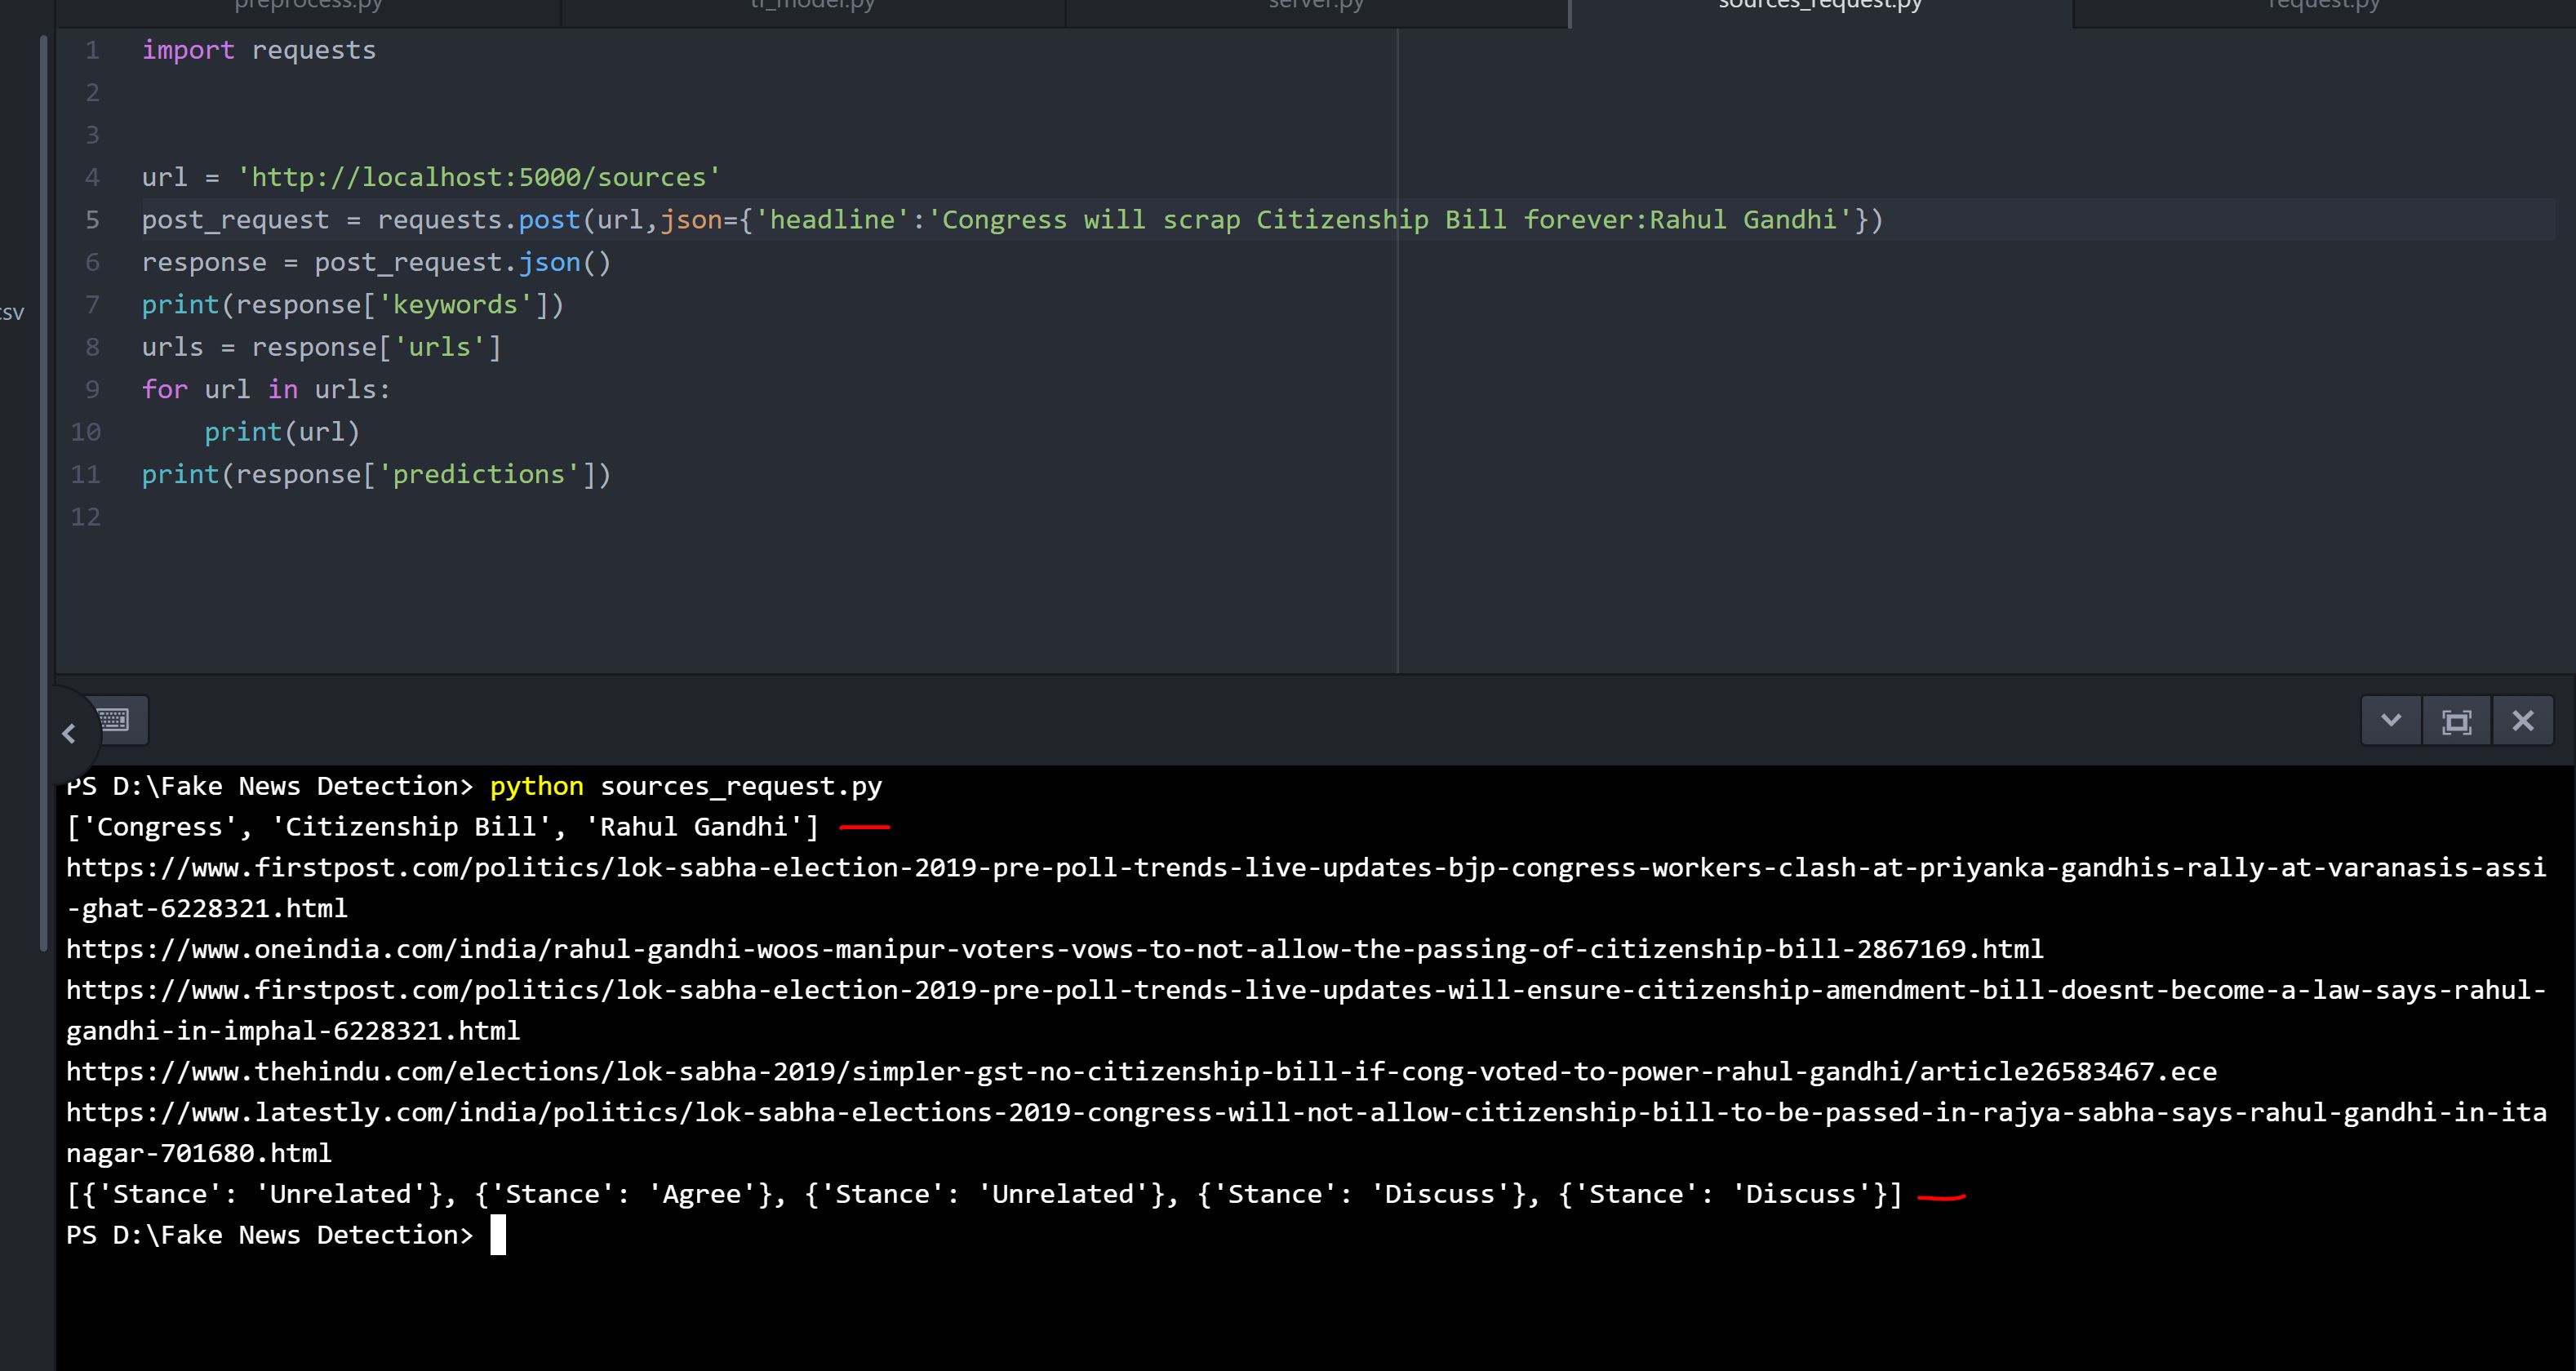 preprocess.py
tf_model.py
server.py
sources_request.py
request.py
csv
1 import requests
2
3
4 url = 'http://localhost:5000/sources'
5 post_request = requests.post(url,json={'headline':'Congress will scrap Citizenship Bill forever:Rahul Gandhi'})
6 response = post_request.json()
7 print(response['keywords'])
8 urls = response['urls']
9 for url in urls:
10     print(url)
11 print(response['predictions'])
12
PS D:\Fake News Detection> python sources_request.py
['Congress', 'Citizenship Bill', 'Rahul Gandhi']
https://www.firstpost.com/politics/lok-sabha-election-2019-pre-poll-trends-live-updates-bjp-congress-workers-clash-at-priyanka-gandhis-rally-at-varanasis-assi
-ghat-6228321.html
https://www.oneindia.com/india/rahul-gandhi-woos-manipur-voters-vows-to-not-allow-the-passing-of-citizenship-bill-2867169.html
https://www.firstpost.com/politics/lok-sabha-election-2019-pre-poll-trends-live-updates-will-ensure-citizenship-amendment-bill-doesnt-become-a-law-says-rahul-
gandhi-in-imphal-6228321.html
https://www.thehindu.com/elections/lok-sabha-2019/simpler-gst-no-citizenship-bill-if-cong-voted-to-power-rahul-gandhi/article26583467.ece
https://www.latestly.com/india/politics/lok-sabha-elections-2019-congress-will-not-allow-citizenship-bill-to-be-passed-in-rajya-sabha-says-rahul-gandhi-in-ita
nagar-701680.html
[{'Stance': 'Unrelated'}, {'Stance': 'Agree'}, {'Stance': 'Unrelated'}, {'Stance': 'Discuss'}, {'Stance': 'Discuss'}]
PS D:\Fake News Detection>